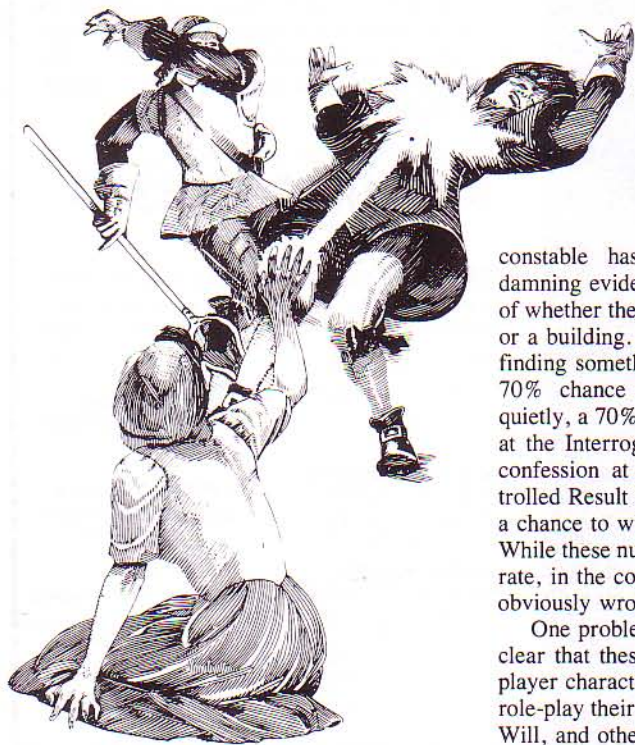 constable has
damning evide
of whether the
or a building.
finding someth
70% chance
quietly, a 70%
at the Interrog
confession at
trolled Result
a chance to w
While these nu
rate, in the co
obviously wro
One proble
clear that thes
player charact
role-play their
Will, and othe